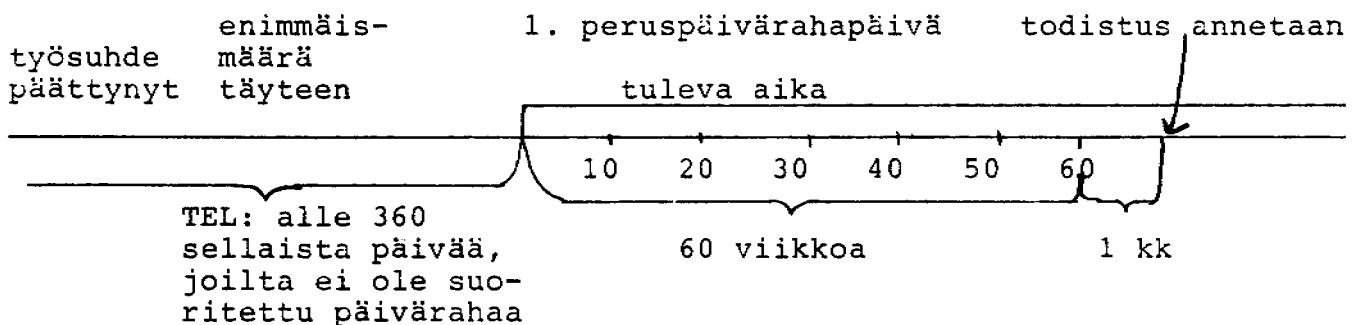 enimmäis- 1. peruspäivärahapäivä todistus annetaan
työsuhde määrä
päättynyt täyteen tuleva aika
10 20 30 40 50 60
TEL: alle 360
sellaista päivää, 60 viikkoa 1 kk
joilta ei ole suo-
ritettu päivärahaa